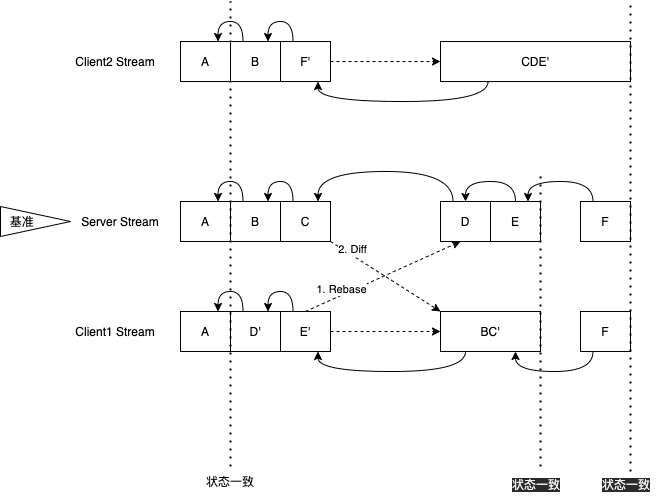 Client2 Stream
A
B
F'
CDE'
基准
Server Stream
A
B
C
D
E
F
2. Diff
1. Rebase
Client1 Stream
A
D'
E'
BC'
F
状态一致
状态一致
状态一致